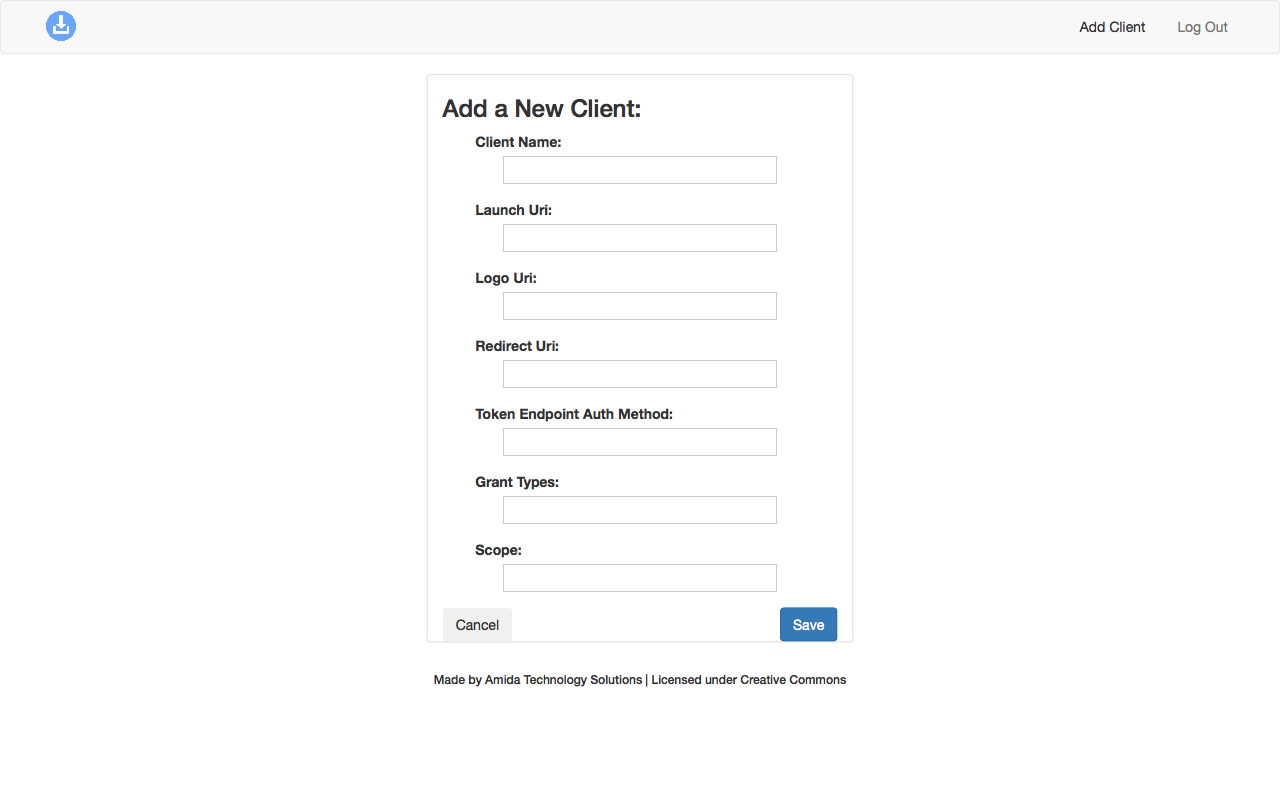 Add Client Log Out
Add a New Client:
Client Name:
Launch Uri:
Logo Uri:
Redirect Uri:
Token Endpoint Auth Method:
Grant Types:
Scope:
Cancel Save
Made by Amida Technology Solutions | Licensed under Creative Commons